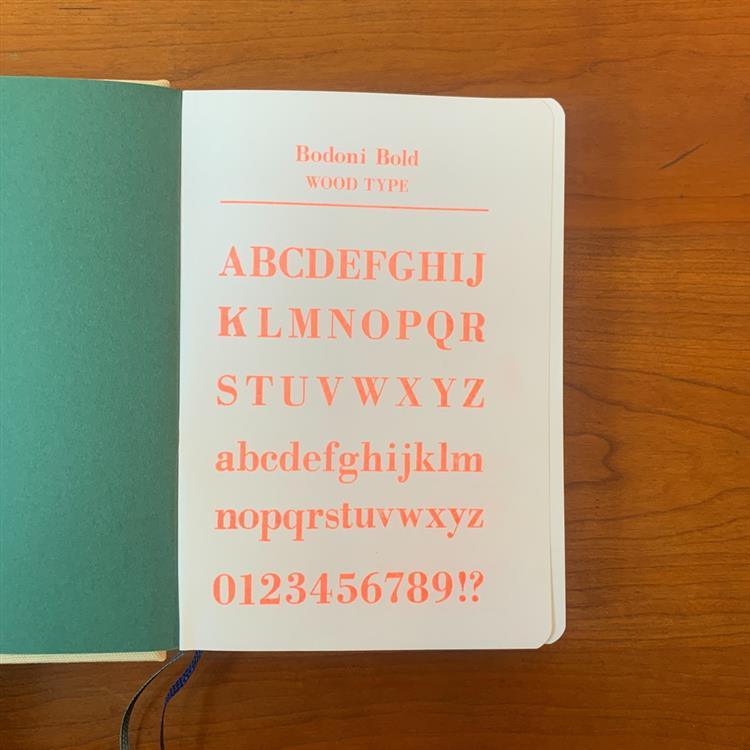 Bodoni Bold
WOOD TYPE
ABCDEFGHIJ
KLMNOPQR
STUVWXYZ
abcdefghijklm
nopqrstuvwxyz
0123456789!?